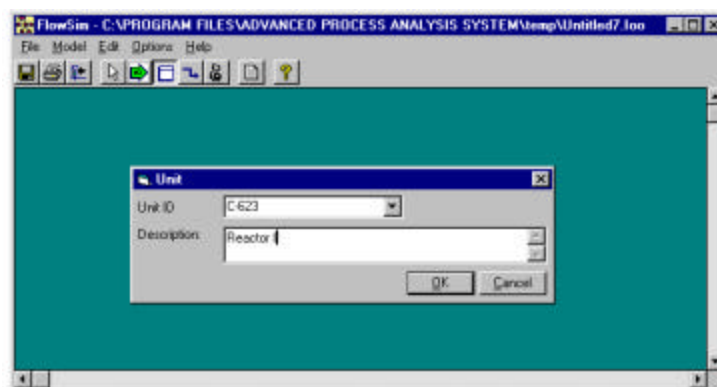 FlowSim - C:\PROGRAM FILES\ADVANCED PROCESS ANALYSIS SYSTEM\temp\Untitled7.loo
File Model Edit Options Help
Unit
Unit ID C-623
Description: Reactor I
OK Cancel